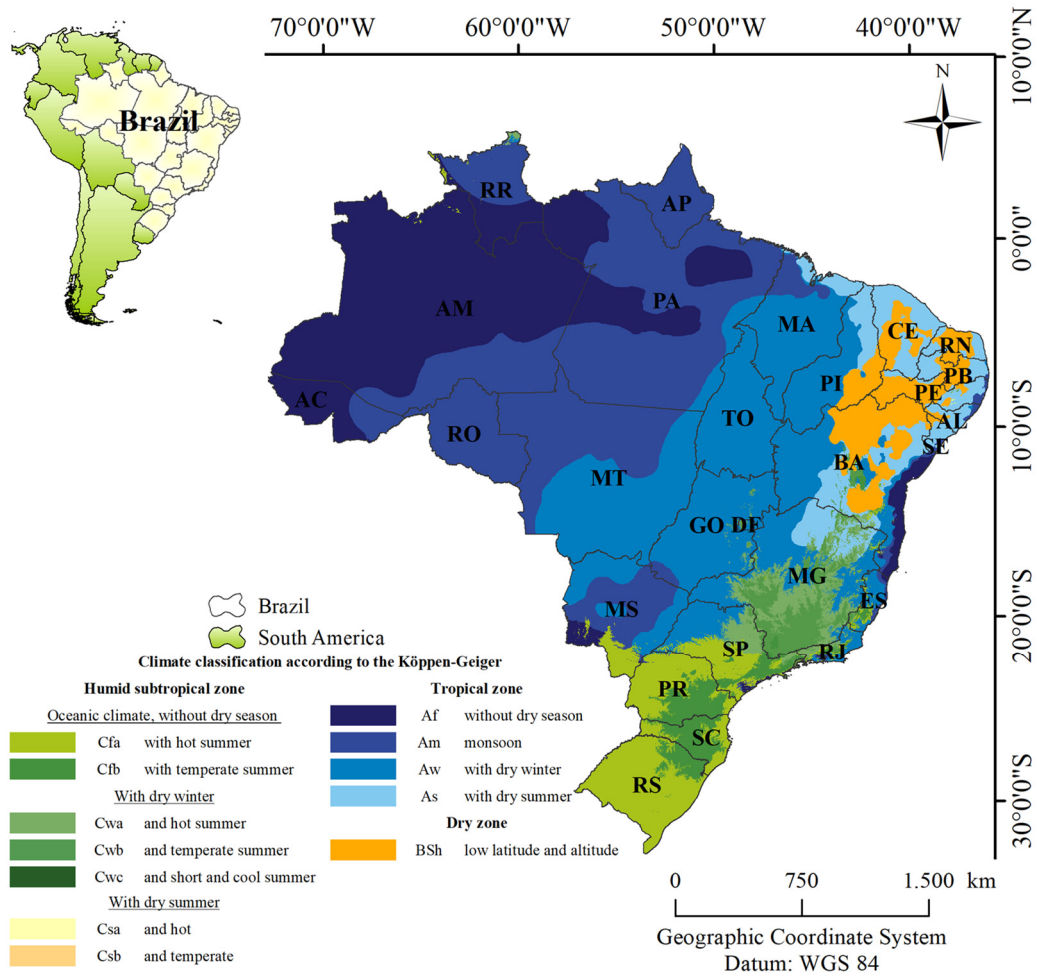 70°0'0"W 60°0'0"W 50°0'0"W 40°0'0"W
10°0'0"N
0°0'0"
10°0'0"S
20°0'0"S
30°0'0"S
N
Brazil
RR
AP
AM
PA
MA
CE
RN
PB
PI
PE
AC
AL
TO
RO
SE
BA
MT
GO DF
MG
MS
ES
SP
RJ
PR
SC
RS
Brazil
South America
Climate classification according to the Köppen-Geiger
Humid subtropical zone
Oceanic climate, without dry season
Cfa with hot summer
Cfb with temperate summer
With dry winter
Cwa and hot summer
Cwb and temperate summer
Cwc and short and cool summer
With dry summer
Csa and hot
Csb and temperate
Tropical zone
Af without dry season
Am monsoon
Aw with dry winter
As with dry summer
Dry zone
BSh low latitude and altitude
0 750 1.500 km
Geographic Coordinate System
Datum: WGS 84